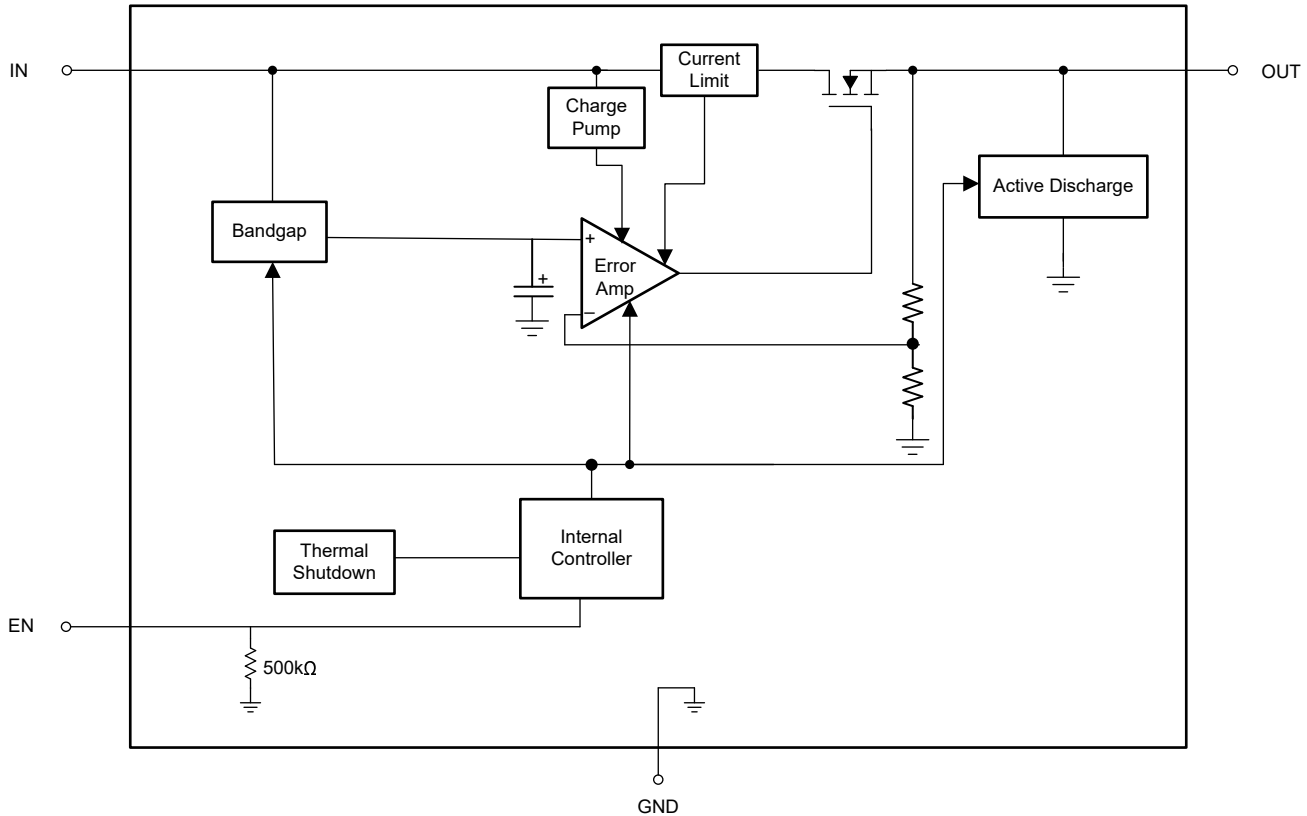 Current
Limit
IN
OUT
Charge
Pump
Active Discharge
Bandgap
+
Error
Amp
+
−
Internal
Controller
Thermal
Shutdown
EN
500kΩ
GND